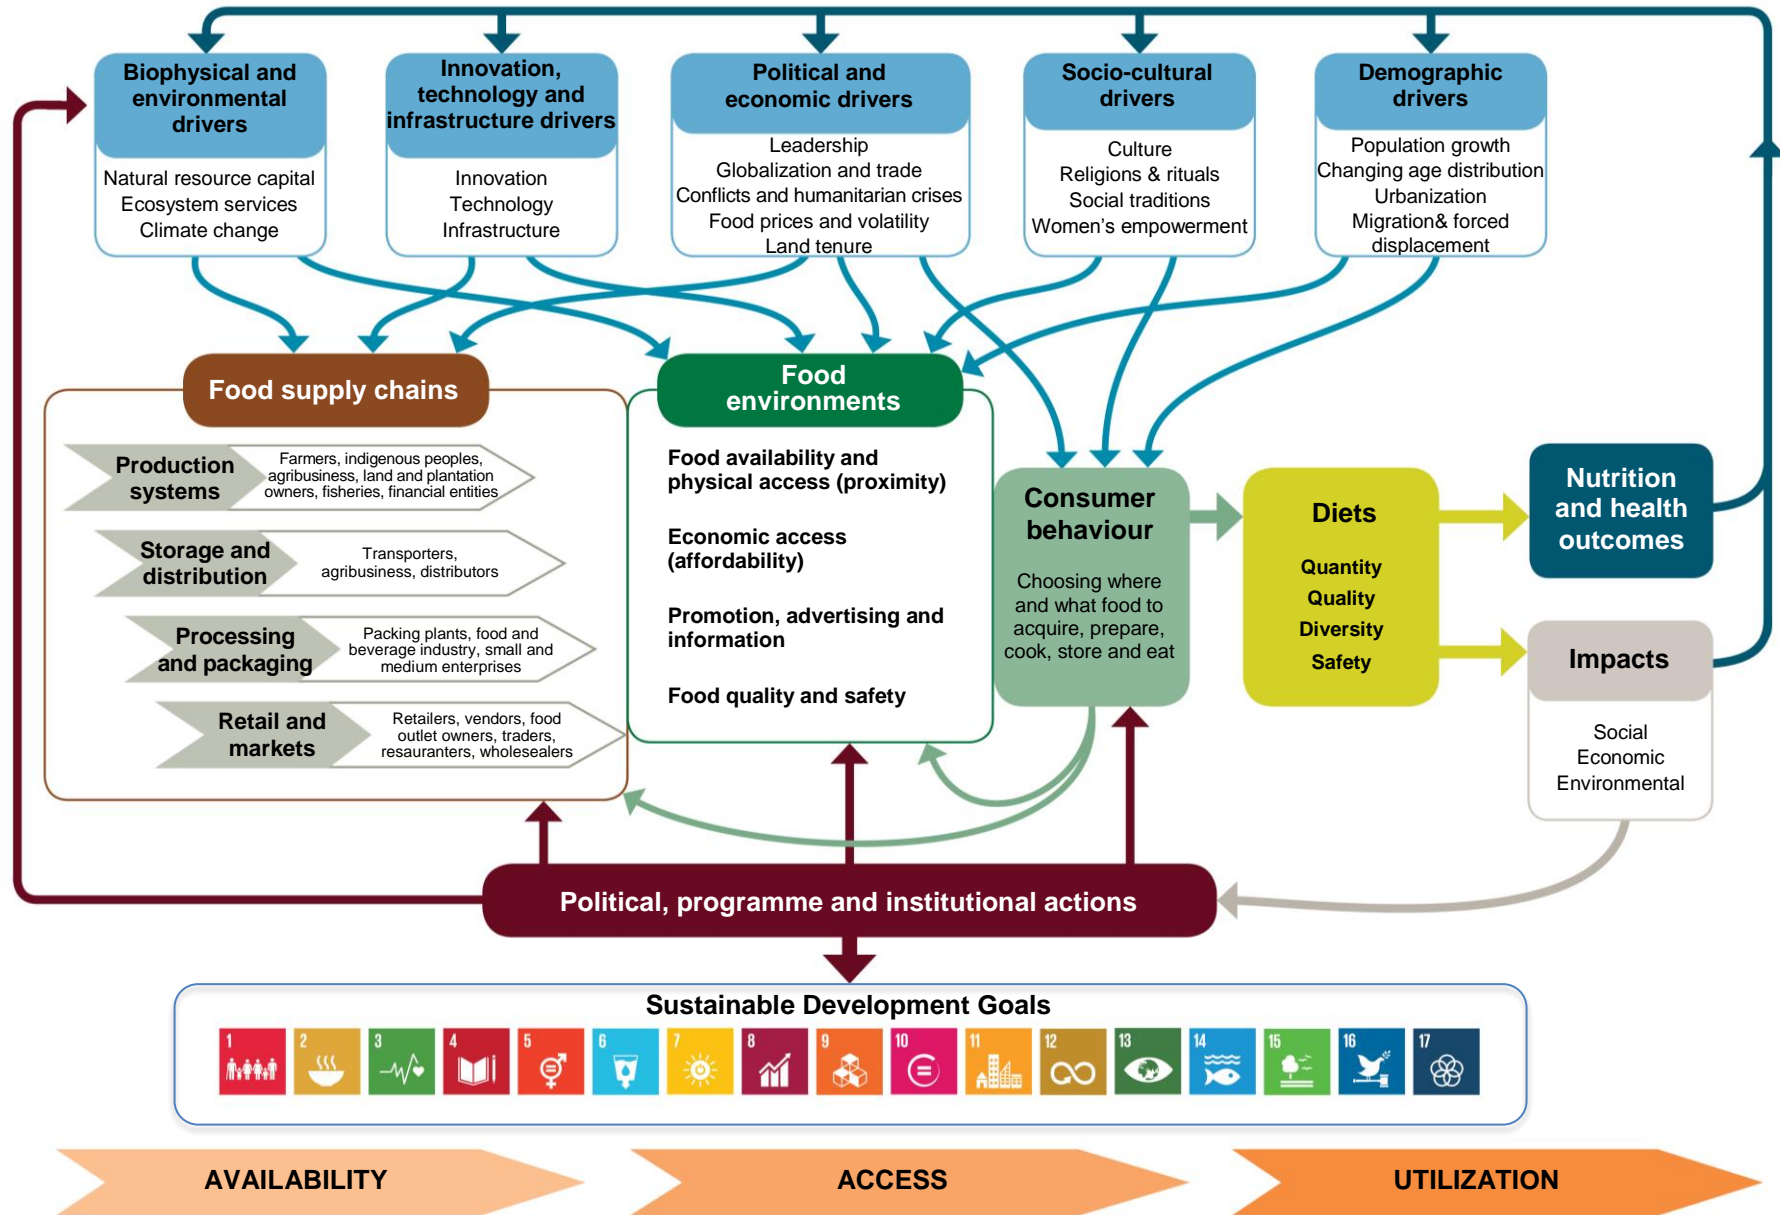 Biophysical and
environmental
drivers
Natural resource capital
Ecosystem services
Climate change
Innovation,
technology and
infrastructure drivers
Innovation
Technology
Infrastructure
Political and
economic drivers
Leadership
Globalization and trade
Conflicts and humanitarian crises
Food prices and volatility
Land tenure
Socio-cultural
drivers
Culture
Religions & rituals
Social traditions
Women's empowerment
Demographic
drivers
Population growth
Changing age distribution
Urbanization
Migration& forced
displacement
Food supply chains
Production
systems
Farmers, indigenous peoples,
agribusiness, land and plantation
owners, fisheries, financial entities
Storage and
distribution
Transporters,
agribusiness, distributors
Processing
and packaging
Packing plants, food and
beverage industry, small and
medium enterprises
Retail and
markets
Retailers, vendors, food
outlet owners, traders,
resauranters, wholesealers
Food
environments
Food availability and
physical access (proximity)
Economic access
(affordability)
Promotion, advertising and
information
Food quality and safety
Consumer
behaviour
Choosing where
and what food to
acquire, prepare,
cook, store and eat
Diets
Quantity
Quality
Diversity
Safety
Nutrition
and health
outcomes
Impacts
Social
Economic
Environmental
Political, programme and institutional actions
Sustainable Development Goals
1 2 3 4 5 6 7 8 9 10 11 12 13 14 15 16 17
AVAILABILITY
ACCESS
UTILIZATION